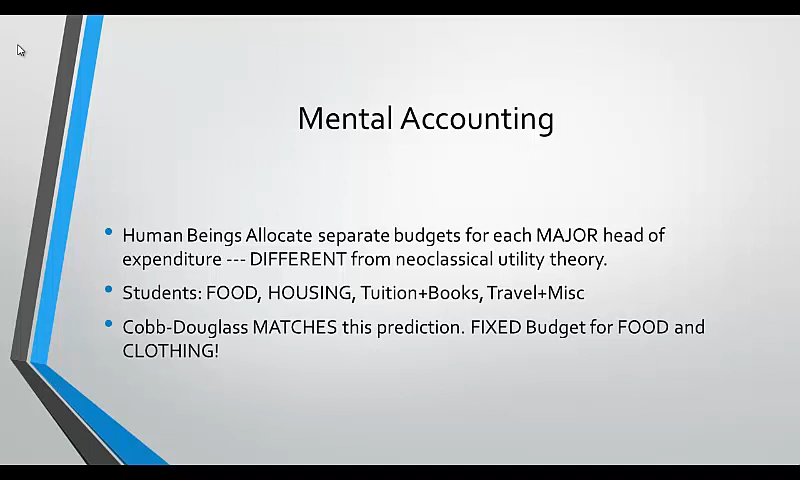 Mental Accounting
Human Beings Allocate separate budgets for each MAJOR head of
expenditure --- DIFFERENT from neoclassical utility theory.
Students: FOOD, HOUSING, Tuition+Books, Travel+Misc
Cobb-Douglass MATCHES this prediction. FIXED Budget for FOOD and
CLOTHING!